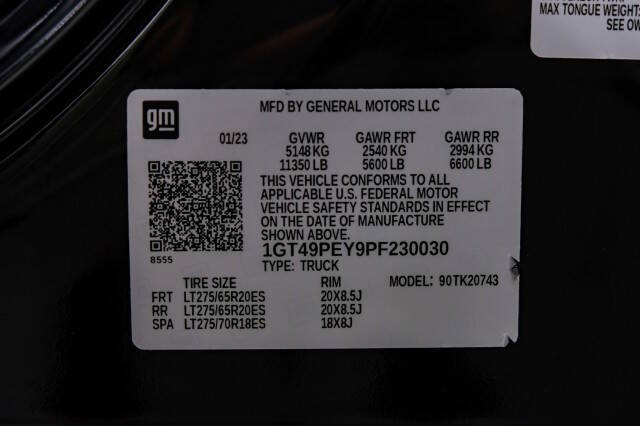 MAX TONGUE WEIGHT:
SEE OW
gm
MFD BY GENERAL MOTORS LLC
01/23 GVWR GAWR FRT GAWR RR
5148 KG 2540 KG 2994 KG
11350 LB 5600 LB 6600 LB
THIS VEHICLE CONFORMS TO ALL
APPLICABLE U.S. FEDERAL MOTOR
VEHICLE SAFETY STANDARDS IN EFFECT
ON THE DATE OF MANUFACTURE
SHOWN ABOVE.
8555
1GT49PEY9PF230030
TYPE: TRUCK MODEL: 90TK20743
TIRE SIZE RIM
FRT LT275/65R20ES 20X8.5J
RR LT275/65R20ES 20X8.5J
SPA LT275/70R18ES 18X8J